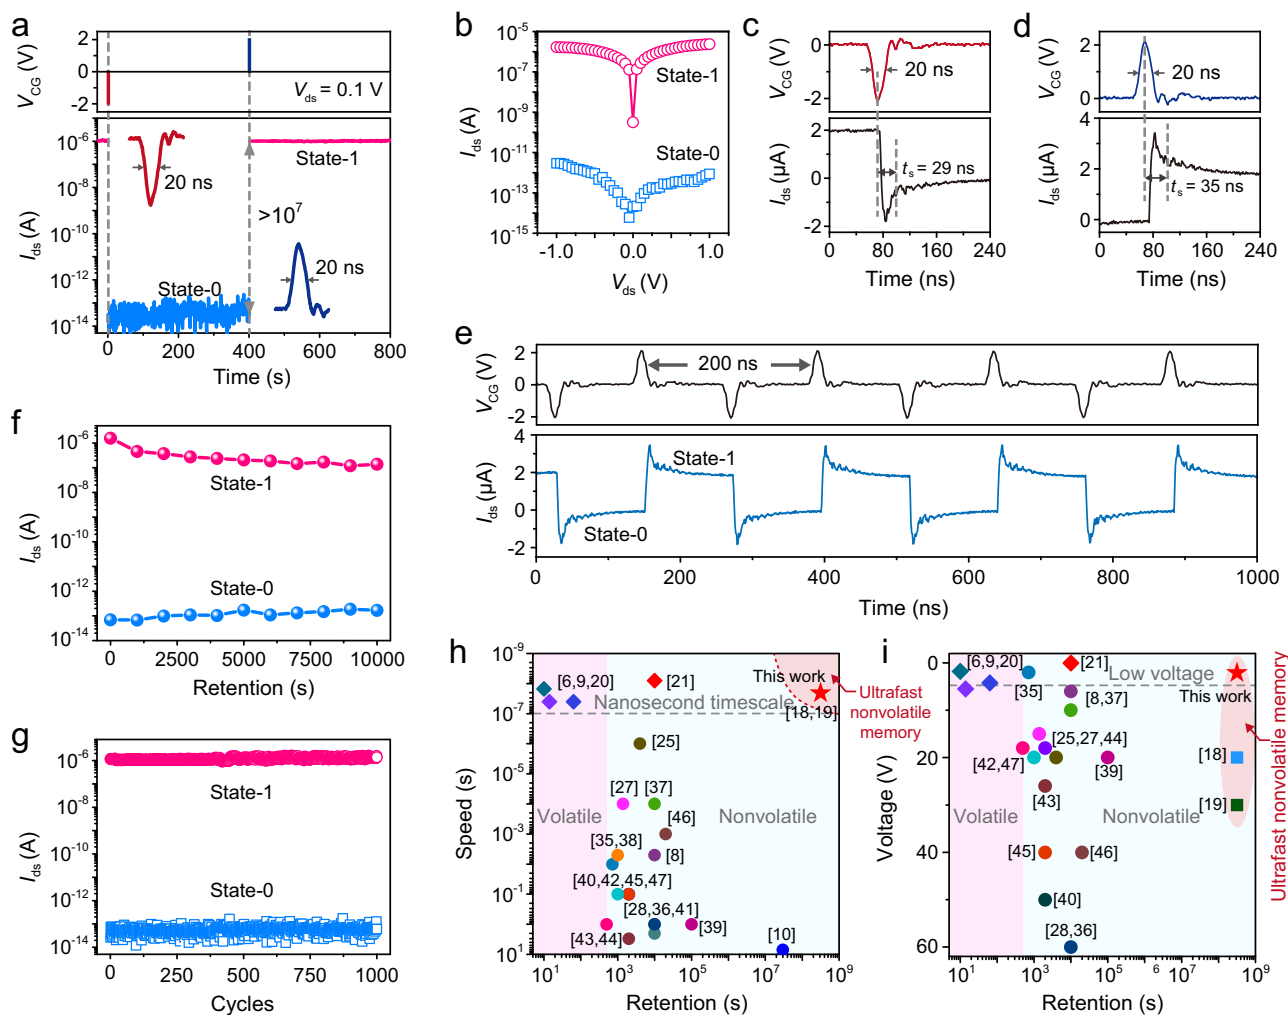 a
V_CG (V)
2
0
-2
V_ds = 0.1 V
I_ds (A)
10^-6
10^-8
10^-10
10^-12
10^-14
20 ns
State-1
>10^7
20 ns
State-0
0
200
400
600
800
Time (s)
b
I_ds (A)
10^-5
10^-7
10^-9
10^-11
10^-13
10^-15
State-1
State-0
-1.0
0.0
1.0
V_ds (V)
c
V_CG (V)
0
-2
20 ns
I_ds (μA)
2
0
-2
2
t_s = 29 ns
0
80
160
240
Time (ns)
d
V_CG (V)
2
0
20 ns
I_ds (μA)
4
2
0
t_s = 35 ns
0
80
160
240
Time (ns)
e
V_CG (V)
2
0
-2
200 ns
I_ds (μA)
4
2
0
-2
State-1
State-0
0
200
400
600
800
1000
Time (ns)
f
I_ds (A)
10^-6
10^-8
10^-10
10^-12
10^-14
State-1
State-0
0
2500
5000
7500
10000
Retention (s)
g
I_ds (A)
10^-6
10^-8
10^-10
10^-12
10^-14
State-1
State-0
0
250
500
750
1000
Cycles
h
Speed (s)
10^-9
10^-7
10^-5
10^-3
10^-1
10^1
[6,9,20]
[21]
This work
Nanosecond timescale
[18,19]
Ultrafast
nonvolatile
memory
[25]
[27]
[37]
Volatile
Nonvolatile
[46]
[35,38]
[8]
[40,42,45,47]
[28,36,41]
[43,44]
[39]
[10]
10^1
10^3
10^5
10^7
10^9
Retention (s)
i
Voltage (V)
0
20
40
60
[6,9,20]
[21]
Low voltage
[35]
[8,37]
This work
[25,27,44]
[42,47]
[39]
[18]
[43]
[19]
Volatile
Nonvolatile
[45]
[46]
[40]
[28,36]
Ultrafast nonvolatile memory
10^1
10^3
10^5
6
10^7
10^9
Retention (s)